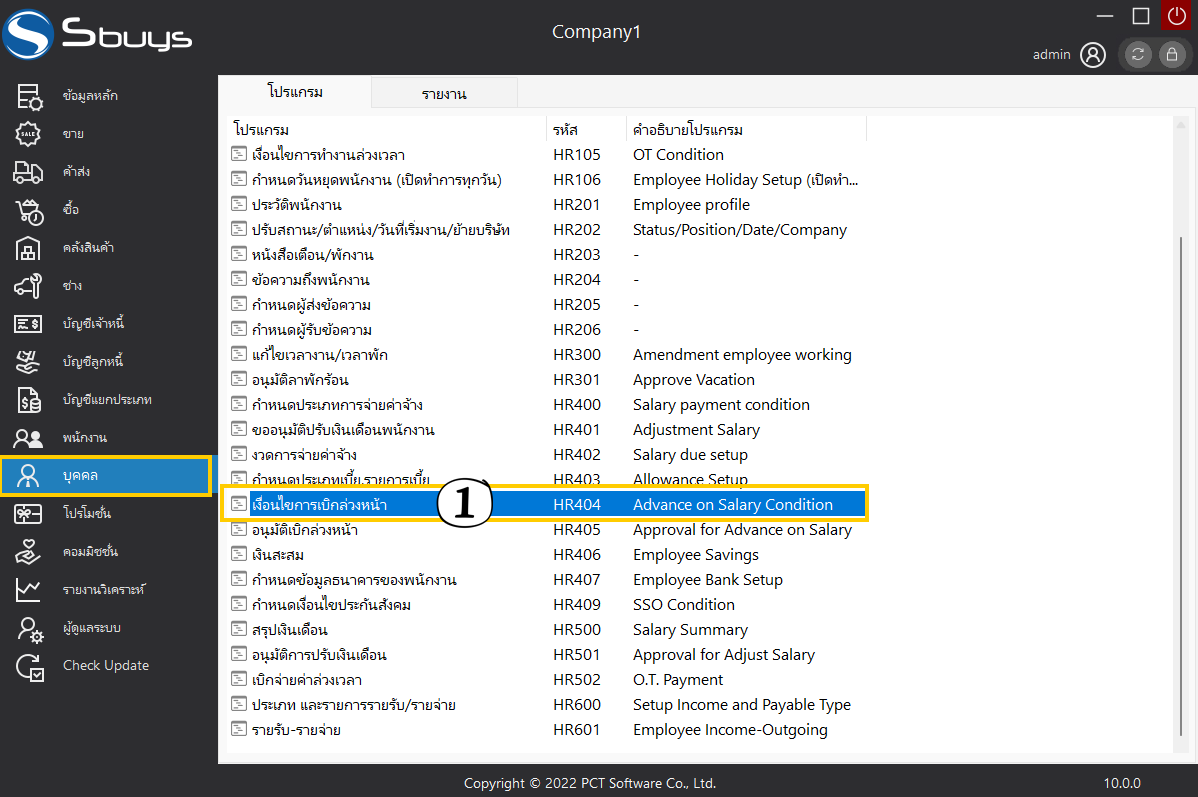 Sbuys
Company1
admin
ข้อมูลหลัก
ขาย
ค้าส่ง
ซื้อ
คลังสินค้า
ช่าง
บัญชีเจ้าหนี้
บัญชีลูกหนี้
บัญชีแยกประเภท
พนักงาน
บุคคล
โปรโมชั่น
คอมมิชชั่น
รายงานวิเคราะห์
ผู้ดูแลระบบ
Check Update
SALE
โปรแกรม รายงาน
โปรแกรม รหัส คำอธิบายโปรแกรม
เงื่อนไขการทำงานล่วงเวลา HR105 OT Condition
กำหนดวันหยุดพนักงาน (เปิดทำการทุกวัน) HR106 Employee Holiday Setup (เปิดทำ...
ประวัติพนักงาน HR201 Employee profile
ปรับสถานะ/ตำแหน่ง/วันที่เริ่มงาน/ย้ายบริษัท HR202 Status/Position/Date/Company
หนังสือเตือน/พักงาน HR203 -
ข้อความถึงพนักงาน HR204 -
กำหนดผู้ส่งข้อความ HR205 -
กำหนดผู้รับข้อความ HR206 -
แก้ไขเวลางาน/เวลาพัก HR300 Amendment employee working
อนุมัติลาพักร้อน HR301 Approve Vacation
กำหนดประเภทการจ่ายค่าจ้าง HR400 Salary payment condition
ขออนุมัติปรับเงินเดือนพนักงาน HR401 Adjustment Salary
งวดการจ่ายค่าจ้าง HR402 Salary due setup
กำหนดประเภทเบี้ย,รายการเบี้ย HR403 Allowance Setup
เงื่อนไขการเบิกล่วงหน้า 1 HR404 Advance on Salary Condition
อนุมัติเบิกล่วงหน้า HR405 Approval for Advance on Salary
เงินสะสม HR406 Employee Savings
กำหนดข้อมูลธนาคารของพนักงาน HR407 Employee Bank Setup
กำหนดเงื่อนไขประกันสังคม HR409 SSO Condition
สรุปเงินเดือน HR500 Salary Summary
อนุมัติการปรับเงินเดือน HR501 Approval for Adjust Salary
เบิกจ่ายค่าล่วงเวลา HR502 O.T. Payment
ประเภท และรายการรายรับ/รายจ่าย HR600 Setup Income and Payable Type
รายรับ-รายจ่าย HR601 Employee Income-Outgoing
Copyright © 2022 PCT Software Co., Ltd. 10.0.0